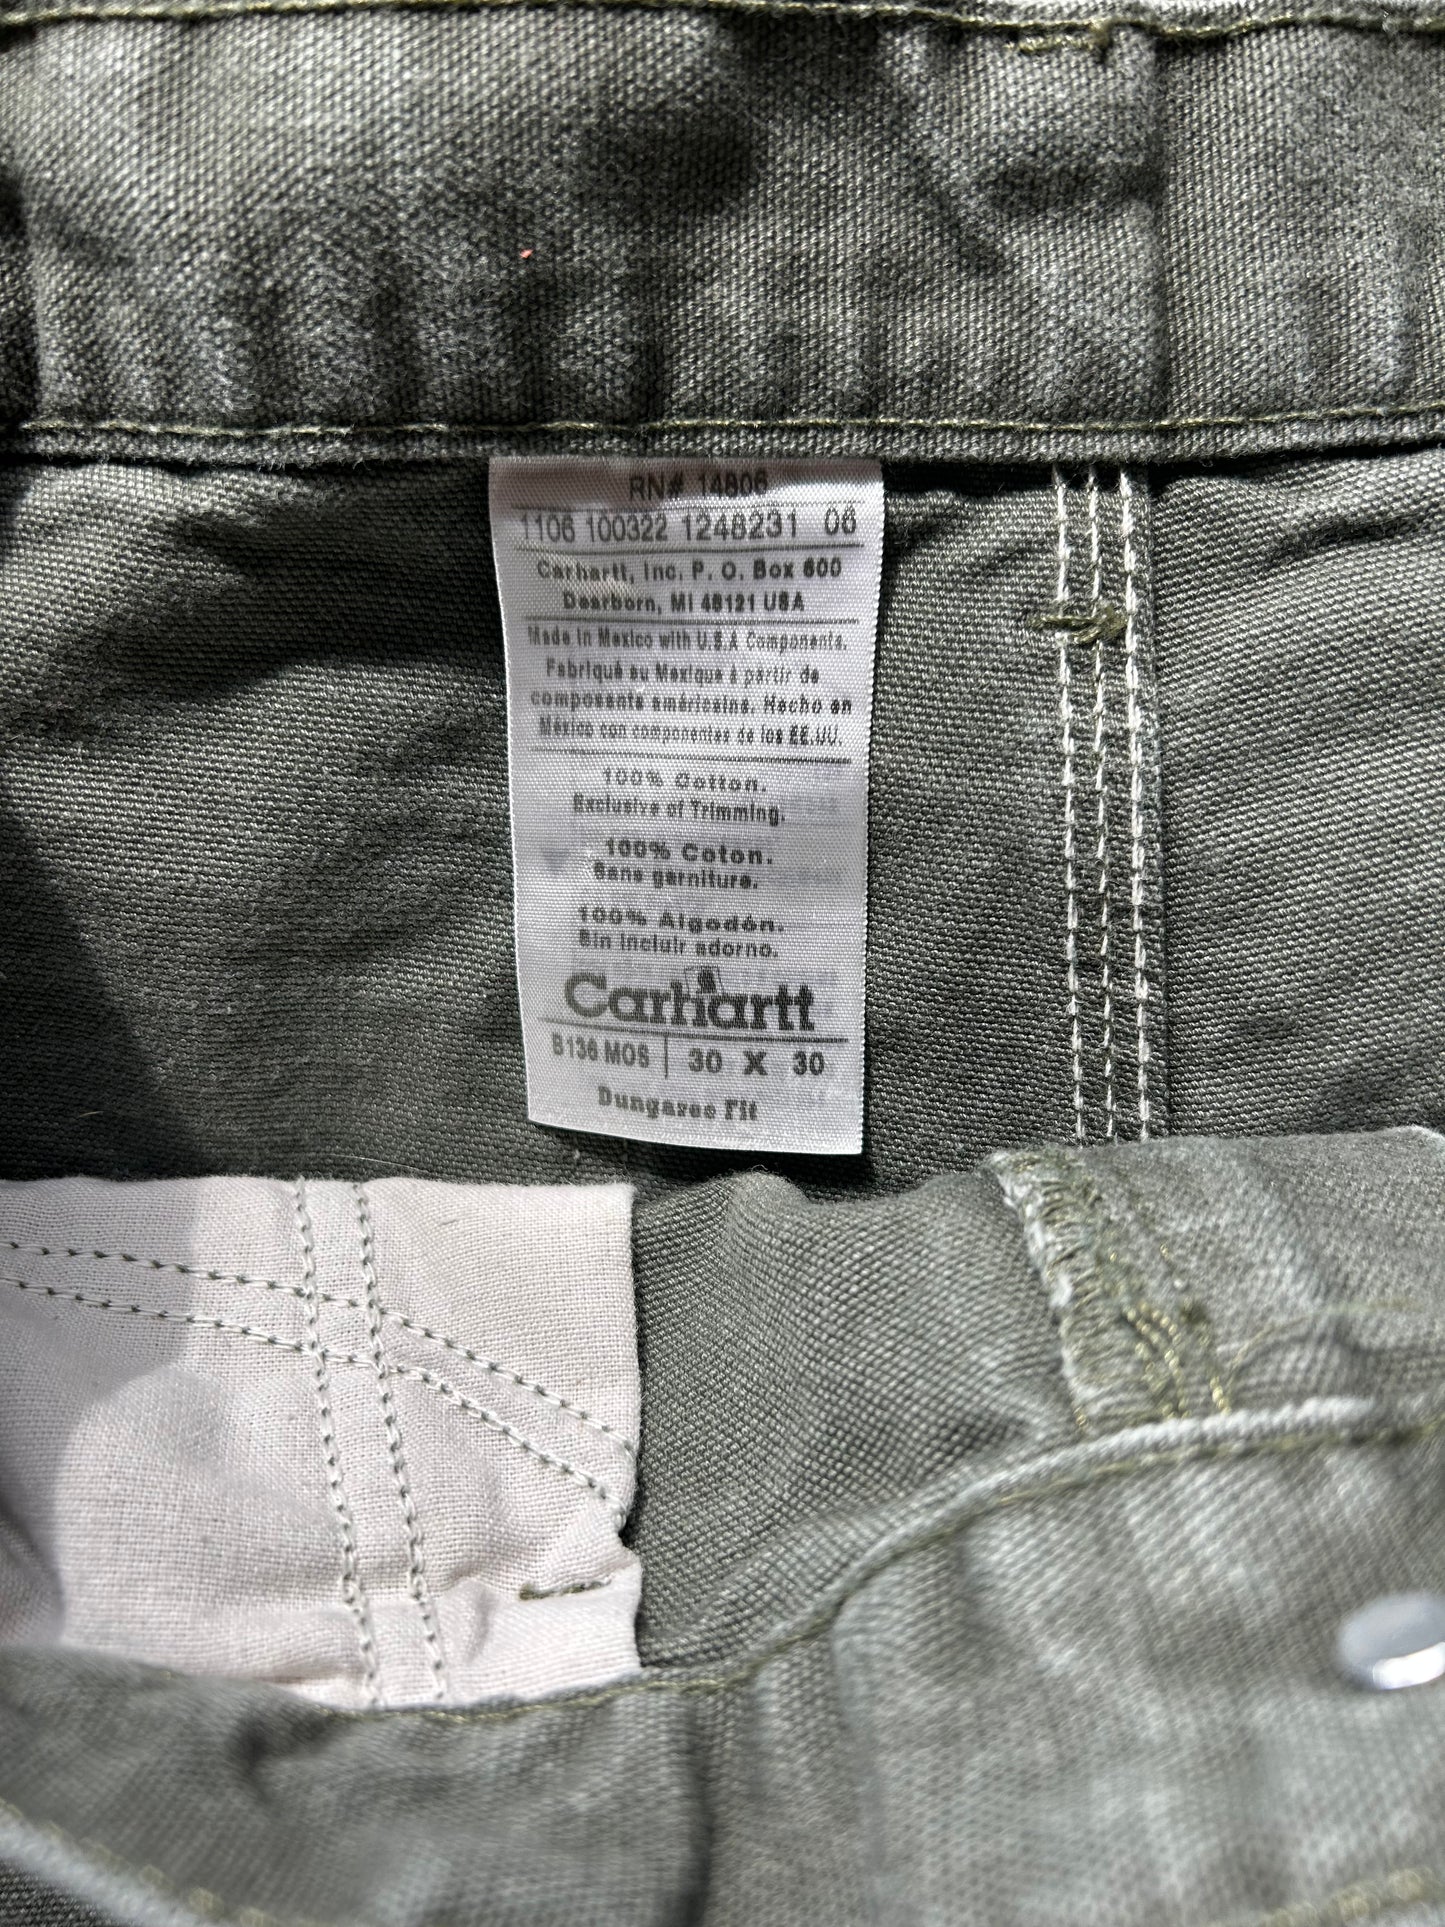 RN# 14806
1106 100322 1248231 06
Carhartt, Inc. P. O. Box 600
Dearborn, MI 48121 USA
Made in Mexico with U.S.A Components.
Fabriqué au Mexique à partir de
composants américains. Hecho en
México con componentes de los EE.UU.
100% Cotton.
Exclusive of Trimming.
100% Coton.
Sans garniture.
100% Algodón.
Sin incluir adorno.
Carhartt
B136 MOS 30 X 30
Dungaree Fit